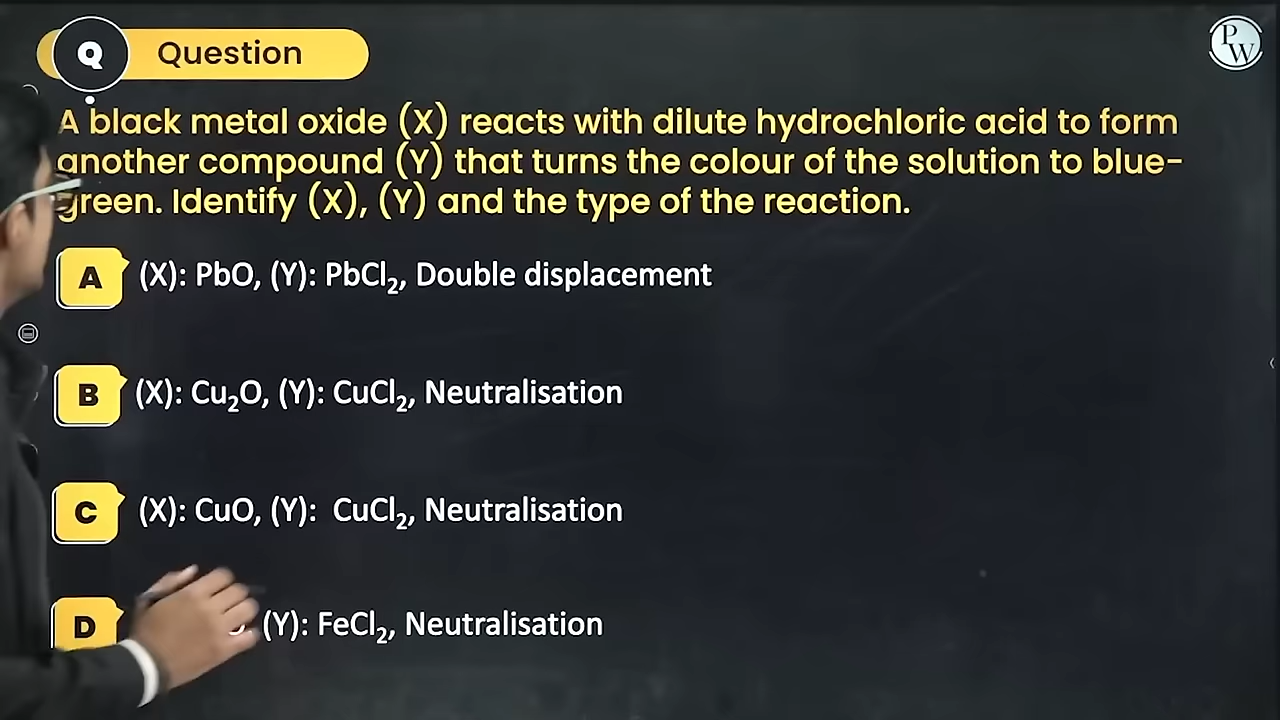 Q Question
PW
A black metal oxide (X) reacts with dilute hydrochloric acid to form
another compound (Y) that turns the colour of the solution to blue-
green. Identify (X), (Y) and the type of the reaction.
A (X): PbO, (Y): PbCl₂, Double displacement
B (X): Cu₂O, (Y): CuCl₂, Neutralisation
C (X): CuO, (Y): CuCl₂, Neutralisation
D (Y): FeCl₂, Neutralisation